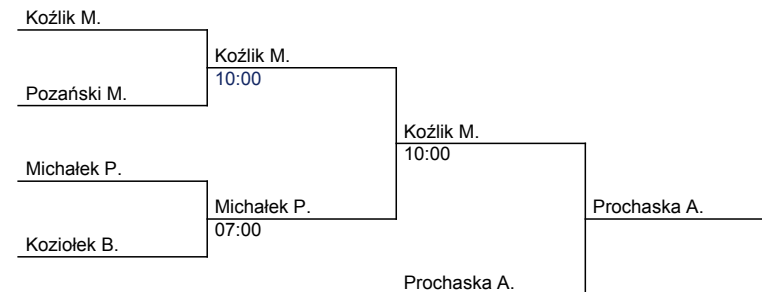 Koźlik M.
Koźlik M.
10:00
Pozański M.
Koźlik M.
10:00
Michałek P.
Michałek P.
Prochaska A.
07:00
Koziołek B.
Prochaska A.